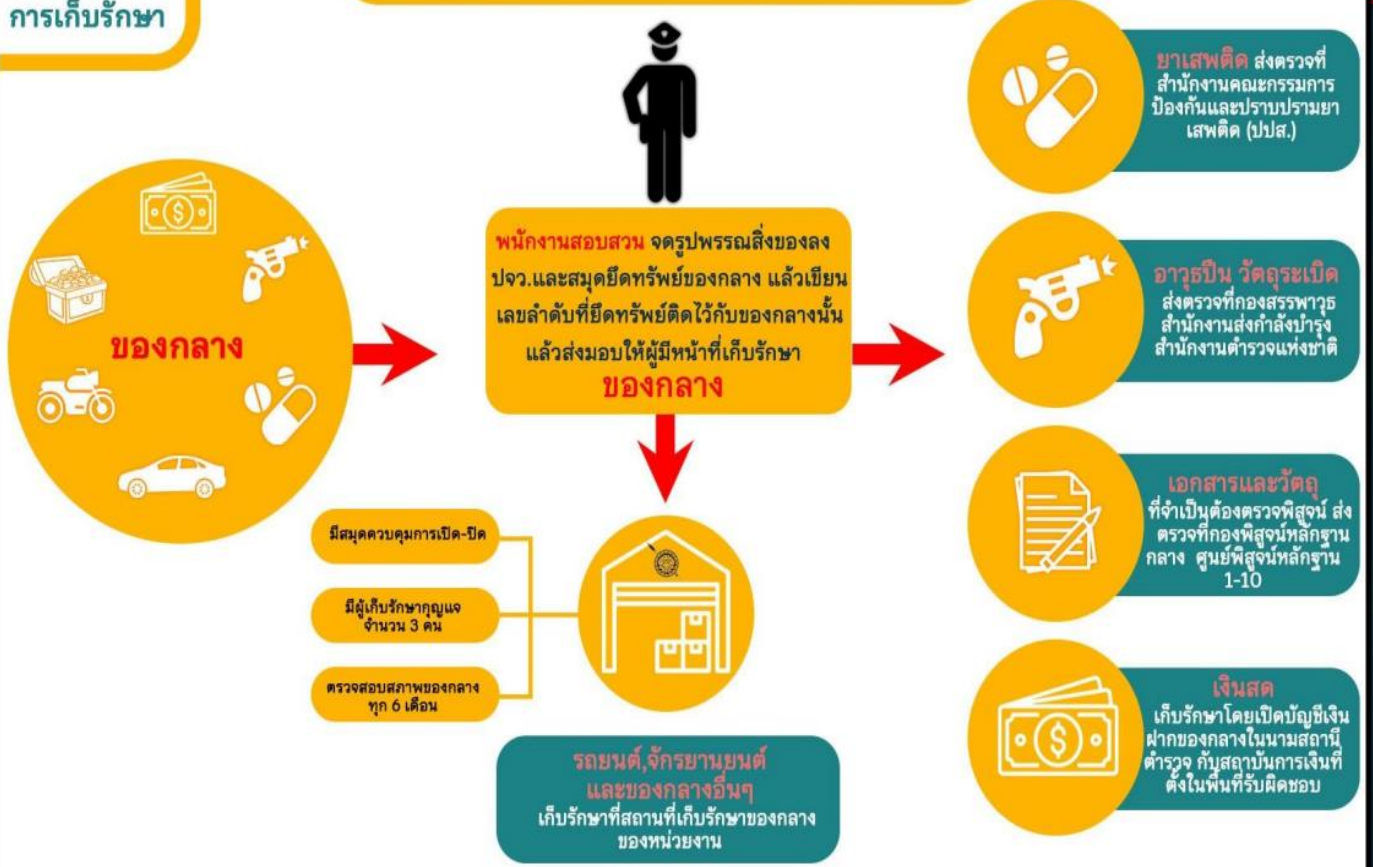 การเก็บรักษา
ของกลาง
พนักงานสอบสวน จดรูปพรรณสิ่งของลง
ปจว.และสมุดยึดทรัพย์ของกลาง แล้วเขียน
เลขลำดับที่ยึดทรัพย์ติดไว้กับของกลางนั้น
แล้วส่งมอบให้ผู้มีหน้าที่เก็บรักษา
ของกลาง
มีสมุดควบคุมการเปิด-ปิด
มีผู้เก็บรักษากุญแจ
จำนวน 3 คน
ตรวจสอบสภาพของกลาง
ทุก 6 เดือน
รถยนต์,จักรยานยนต์
และของกลางอื่นๆ
เก็บรักษาที่สถานที่เก็บรักษาของกลาง
ของหน่วยงาน
ยาเสพติด ส่งตรวจที่
สำนักงานคณะกรรมการ
ป้องกันและปราบปรามยา
เสพติด (ปปส.)
อาวุธปืน วัตถุระเบิด
ส่งตรวจที่กองสรรพาวุธ
สำนักงานส่งกำลังบำรุง
สำนักงานตำรวจแห่งชาติ
เอกสารและวัตถุ
ที่จำเป็นต้องตรวจพิสูจน์ ส่ง
ตรวจที่กองพิสูจน์หลักฐาน
กลาง ศูนย์พิสูจน์หลักฐาน
1-10
เงินสด
เก็บรักษาโดยเปิดบัญชีเงิน
ฝากของกลางในนามสถานี
ตำรวจ กับสถาบันการเงินที่
ตั้งในพื้นที่รับผิดชอบ
$
$